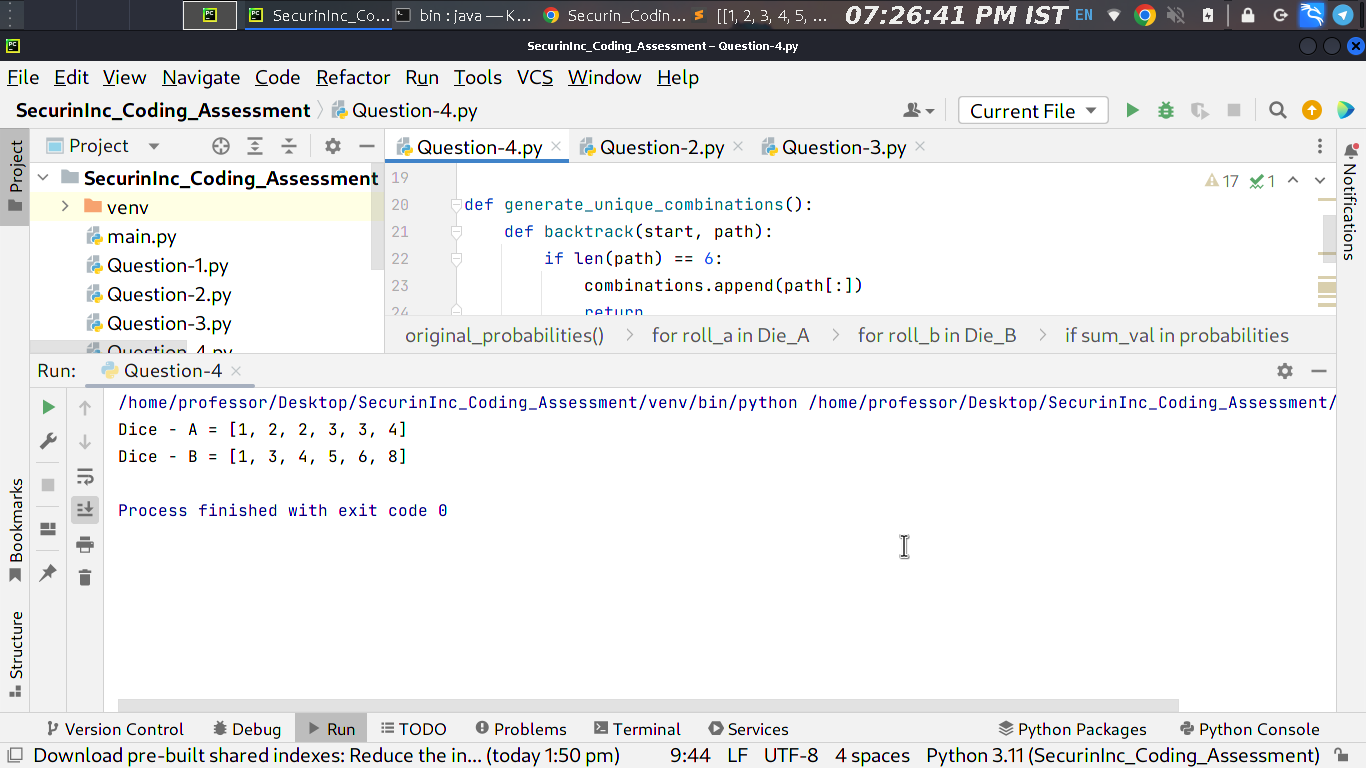 SecurinInc_Co... bin : java — K... Securin_Codin... [[1, 2, 3, 4, 5, ... 07:26:41 PM IST EN
SecurinInc_Coding_Assessment – Question-4.py
File Edit View Navigate Code Refactor Run Tools VCS Window Help
SecurinInc_Coding_Assessment Question-4.py Current File
Project Question-4.py Question-2.py Question-3.py
Project
Notifications
SecurinInc_Coding_Assessment
venv
main.py
Question-1.py
Question-2.py
Question-3.py
Question-4.py
19 17 1
20 def generate_unique_combinations():
21 def backtrack(start, path):
22 if len(path) == 6:
23 combinations.append(path[:])
24 return
original_probabilities() for roll_a in Die_A for roll_b in Die_B if sum_val in probabilities
Run: Question-4
/home/professor/Desktop/SecurinInc_Coding_Assessment/venv/bin/python /home/professor/Desktop/SecurinInc_Coding_Assessment/
Dice - A = [1, 2, 2, 3, 3, 4]
Dice - B = [1, 3, 4, 5, 6, 8]
Process finished with exit code 0
Bookmarks
Structure
Version Control Debug Run TODO Problems Terminal Services Python Packages Python Console
Download pre-built shared indexes: Reduce the in... (today 1:50 pm) 9:44 LF UTF-8 4 spaces Python 3.11 (SecurinInc_Coding_Assessment)